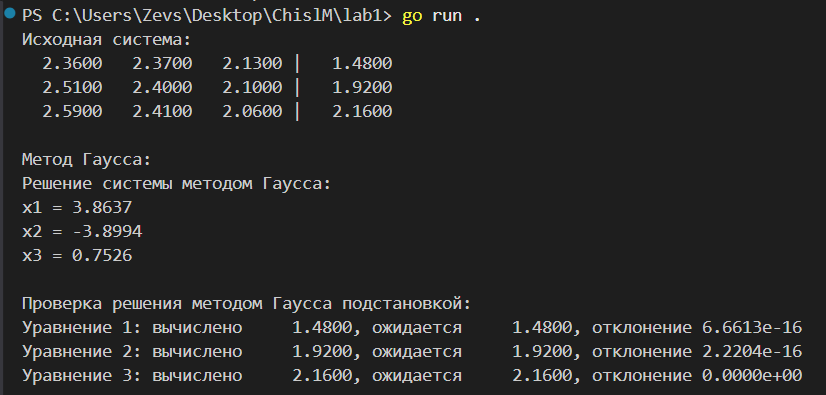 PS C:\Users\Zevs\Desktop\ChislM\lab1> go run .
Исходная система:
2.3600 2.3700 2.1300 | 1.4800
2.5100 2.4000 2.1000 | 1.9200
2.5900 2.4100 2.0600 | 2.1600
Метод Гаусса:
Решение системы методом Гаусса:
x1 = 3.8637
x2 = -3.8994
x3 = 0.7526
Проверка решения методом Гаусса подстановкой:
Уравнение 1: вычислено 1.4800, ожидается 1.4800, отклонение 6.6613e-16
Уравнение 2: вычислено 1.9200, ожидается 1.9200, отклонение 2.2204e-16
Уравнение 3: вычислено 2.1600, ожидается 2.1600, отклонение 0.0000e+00